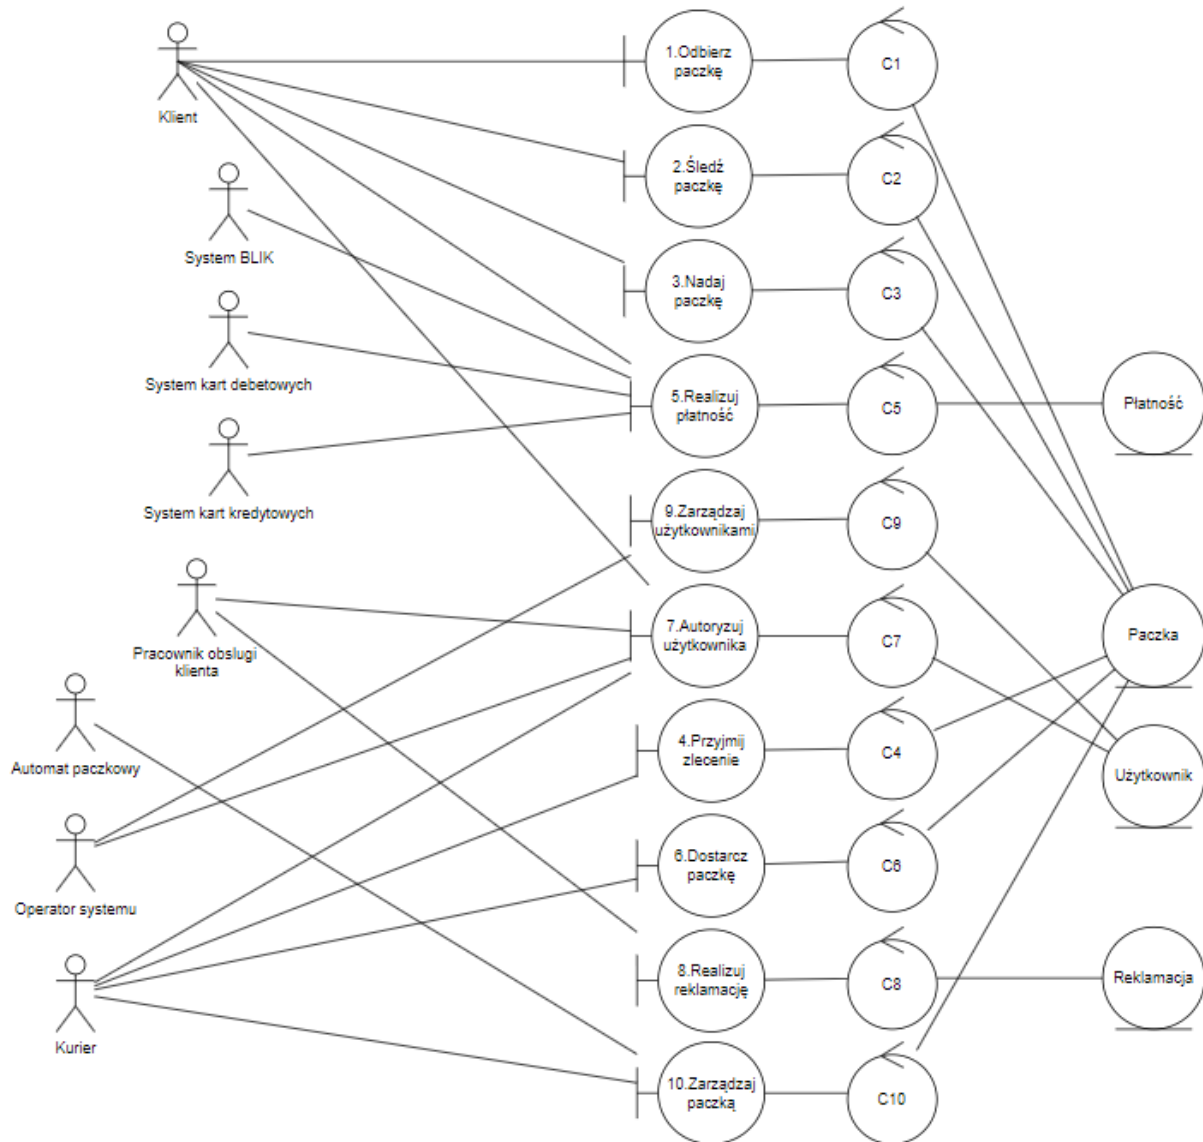 1.Odbierz
paczkę
C1
Klient
2.Śledź
paczkę
C2
System BLIK
3.Nadaj
paczkę
C3
System kart debetowych
5.Realizuj
płatność
C5
Płatność
System kart kredytowych
9.Zarządzaj
użytkownikami
C9
Pracownik obslugi
klienta
7.Autoryzuj
użytkownika
C7
Paczka
Automat paczkowy
4.Przyjmij
zlecenie
C4
Użytkownik
Operator systemu
6.Dostarcz
paczkę
C6
Kurier
8.Realizuj
reklamację
C8
Reklamacja
10.Zarządzaj
paczką
C10